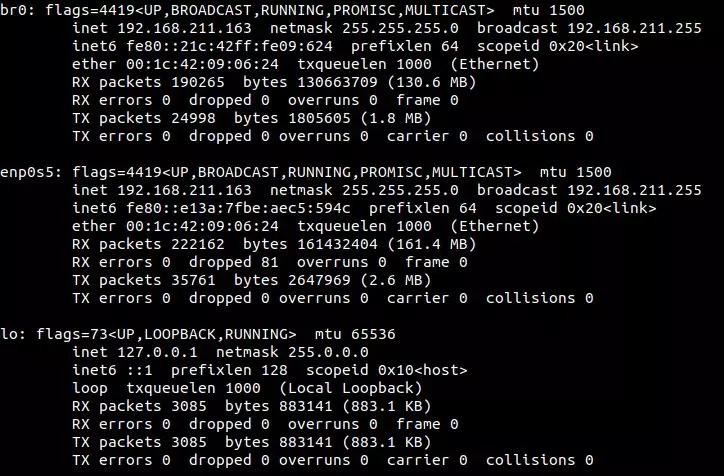 br0: flags=4419<UP,BROADCAST,RUNNING,PROMISC,MULTICAST>  mtu 1500
        inet 192.168.211.163  netmask 255.255.255.0  broadcast 192.168.211.255
        inet6 fe80::21c:42ff:fe09:624  prefixlen 64  scopeid 0x20<link>
        ether 00:1c:42:09:06:24  txqueuelen 1000  (Ethernet)
        RX packets 190265  bytes 130663709 (130.6 MB)
        RX errors 0  dropped 0  overruns 0  frame 0
        TX packets 24998  bytes 1805605 (1.8 MB)
        TX errors 0  dropped 0 overruns 0  carrier 0  collisions 0

enp0s5: flags=4419<UP,BROADCAST,RUNNING,PROMISC,MULTICAST>  mtu 1500
        inet 192.168.211.163  netmask 255.255.255.0  broadcast 192.168.211.255
        inet6 fe80::e13a:7fbe:aec5:594c  prefixlen 64  scopeid 0x20<link>
        ether 00:1c:42:09:06:24  txqueuelen 1000  (Ethernet)
        RX packets 222162  bytes 161432404 (161.4 MB)
        RX errors 0  dropped 81  overruns 0  frame 0
        TX packets 35761  bytes 2647969 (2.6 MB)
        TX errors 0  dropped 0 overruns 0  carrier 0  collisions 0

lo: flags=73<UP,LOOPBACK,RUNNING>  mtu 65536
        inet 127.0.0.1  netmask 255.0.0.0
        inet6 ::1  prefixlen 128  scopeid 0x10<host>
        loop  txqueuelen 1000  (Local Loopback)
        RX packets 3085  bytes 883141 (883.1 KB)
        RX errors 0  dropped 0  overruns 0  frame 0
        TX packets 3085  bytes 883141 (883.1 KB)
        TX errors 0  dropped 0 overruns 0  carrier 0  collisions 0